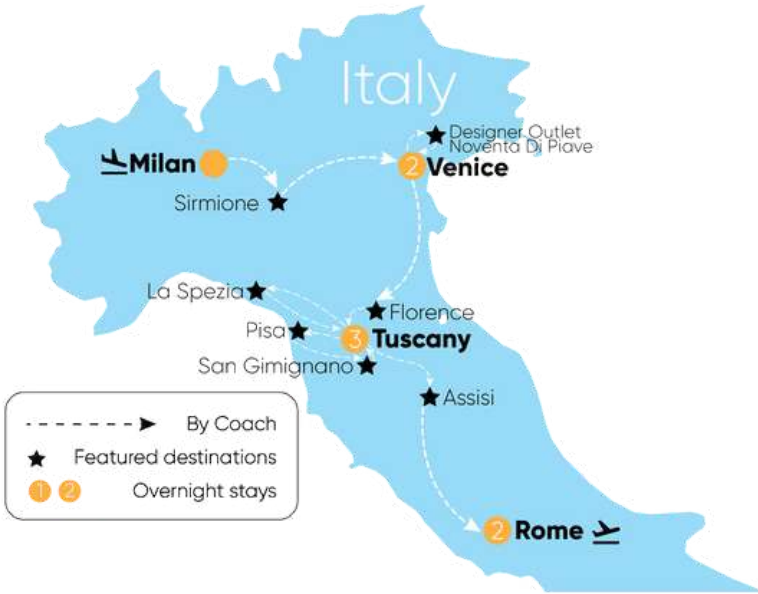 Italy
Designer Outlet
Noventa Di Piave
Milan
2 Venice
Sirmione
La Spezia
Florence
Pisa
3 Tuscany
San Gimignano
Assisi
By Coach
Featured destinations
1 2 Overnight stays
2 Rome